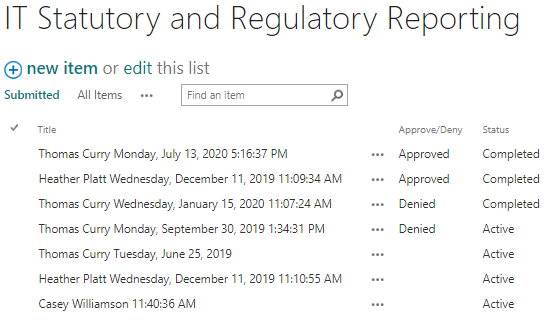 IT Statutory and Regulatory Reporting
new item or edit this list
Submitted All Items ••• Find an item
Title Approve/Deny Status
Thomas Curry Monday, July 13, 2020 5:16:37 PM ••• Approved Completed
Heather Platt Wednesday, December 11, 2019 11:09:34 AM ••• Approved Completed
Thomas Curry Wednesday, January 15, 2020 11:07:24 AM ••• Denied Completed
Thomas Curry Monday, September 30, 2019 1:34:31 PM ••• Denied Active
Thomas Curry Tuesday, June 25, 2019 ••• Active
Heather Platt Wednesday, December 11, 2019 11:10:55 AM ••• Active
Casey Williamson 11:40:36 AM ••• Active